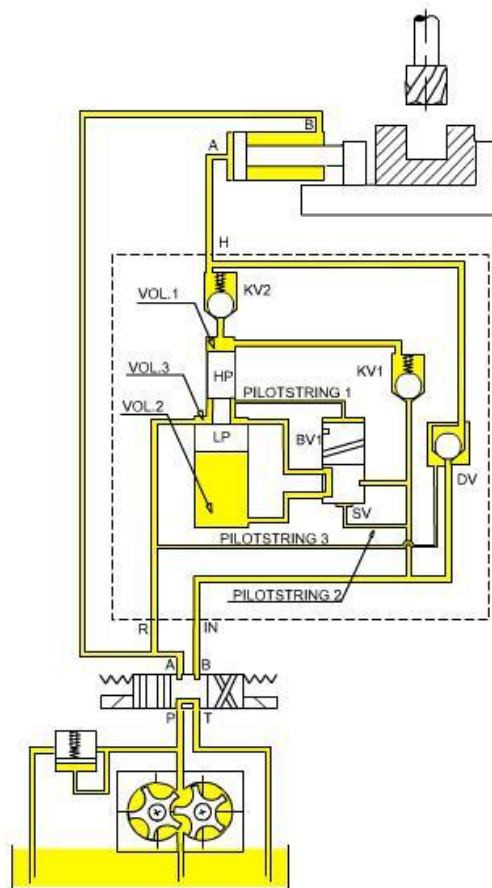 B
A
H
VOL.1
KV2
VOL.3
HP
KV1
VOL.2
PILOTSTRING 1
LP
BV1
DV
SV
PILOTSTRING 3
PILOTSTRING 2
R
IN
A
B
P
T